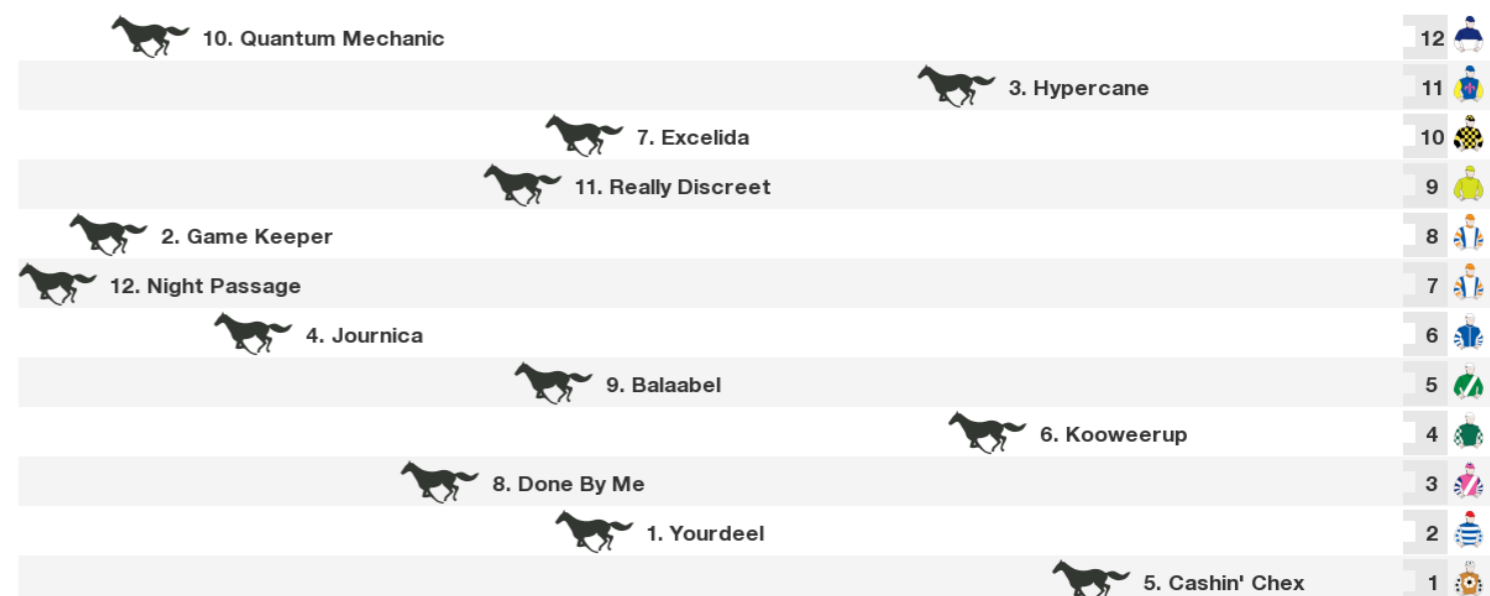 10. Quantum Mechanic 12
3. Hypercane 11
7. Excelida 10
11. Really Discreet 9
2. Game Keeper 8
12. Night Passage 7
4. Journica 6
9. Balaabel 5
6. Kooweerup 4
8. Done By Me 3
1. Yourdeel 2
5. Cashin' Chex 1